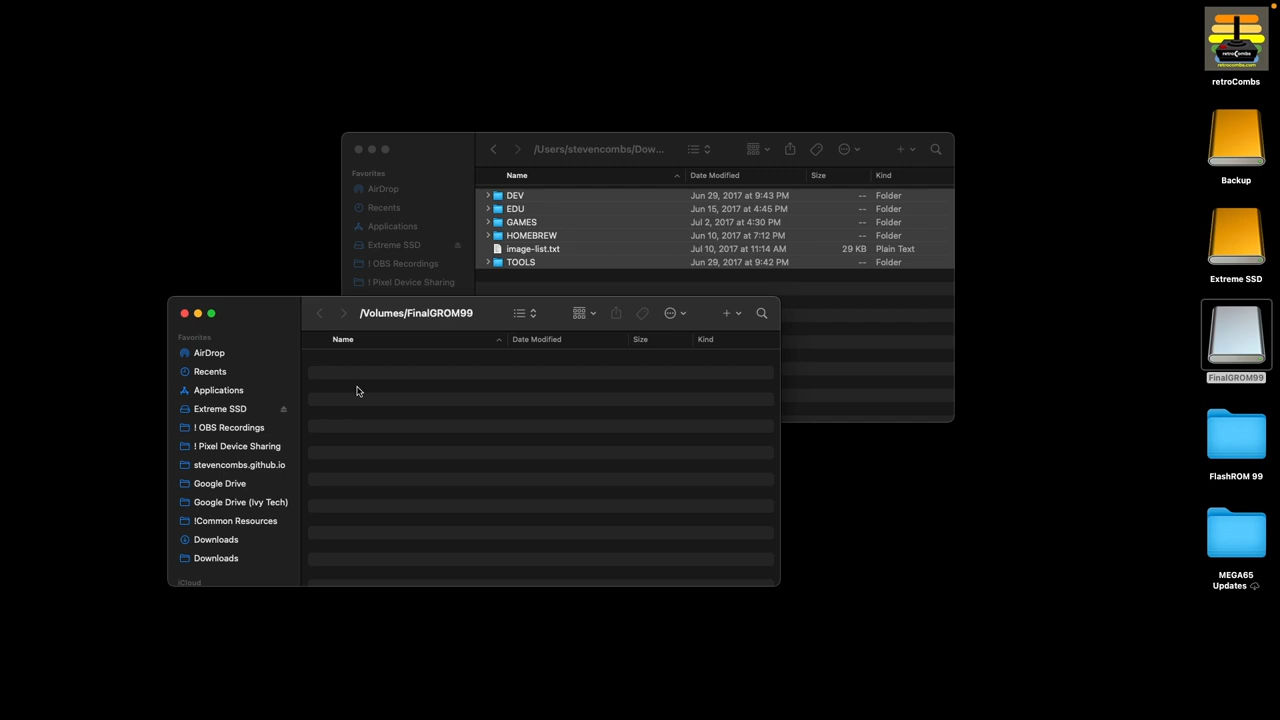 retroCombs
retrocombs.com
retroCombs
Backup
Extreme SSD
FinalGROM99
FlashROM 99
MEGA65
Updates
/Users/stevencombs/Dow...
Favorites
AirDrop
Recents
Applications
Extreme SSD
! OBS Recordings
! Pixel Device Sharing
Name Date Modified Size Kind
DEV Jun 29, 2017 at 9:43 PM -- Folder
EDU Jun 15, 2017 at 4:45 PM -- Folder
GAMES Jul 2, 2017 at 4:30 PM -- Folder
HOMEBREW Jun 10, 2017 at 7:12 PM -- Folder
image-list.txt Jul 10, 2017 at 11:14 AM 29 KB Plain Text
TOOLS Jun 29, 2017 at 9:42 PM -- Folder
/Volumes/FinalGROM99
Favorites
AirDrop
Recents
Applications
Extreme SSD
! OBS Recordings
! Pixel Device Sharing
stevencombs.github.io
Google Drive
Google Drive (Ivy Tech)
!Common Resources
Downloads
Downloads
iCloud
Name Date Modified Size Kind